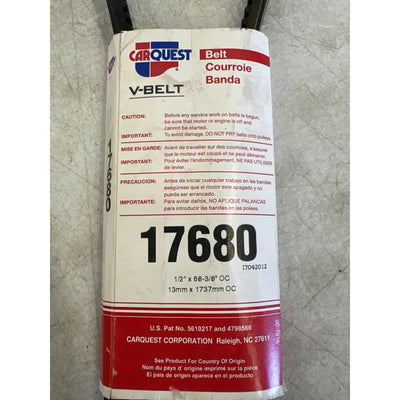 CARQUEST
Belt
Courroie
Banda
V-BELT
CAUTION: Before any service work on belts is begun,
be sure that motor or engine is off and
cannot be started.
IMPORTANT: To avoid damage, DO NOT PRY belts onto pulleys.
MISE EN GARDE: Avant de travailler sur des courroies, s'assurer
que le moteur est coupé et ne peut démarrer.
IMPORTANT: Pour éviter l'endommagement, NE PAS UTILISER
de levier.
PRECAUCION: Antes de iniciar cualquier trabajo en las bandas
asegúrese que el motor este apagado y no
pueda ser arrancado.
IMPORTANTE: Para evitar daños, NO APLIQUE PALANCAS
para introducir las bandas en las poleas.
17680
17680
17042012
1/2" x 68-3/8" OC
13mm x 1737mm OC
U.S. Pat No. 5610217 and 4798566
CARQUEST CORPORATION Raleigh, NC 27611
See Product For Country Of Origin
Nom du pays d' origine imprimé sur la pièce
El pais de origen aparece en el producto